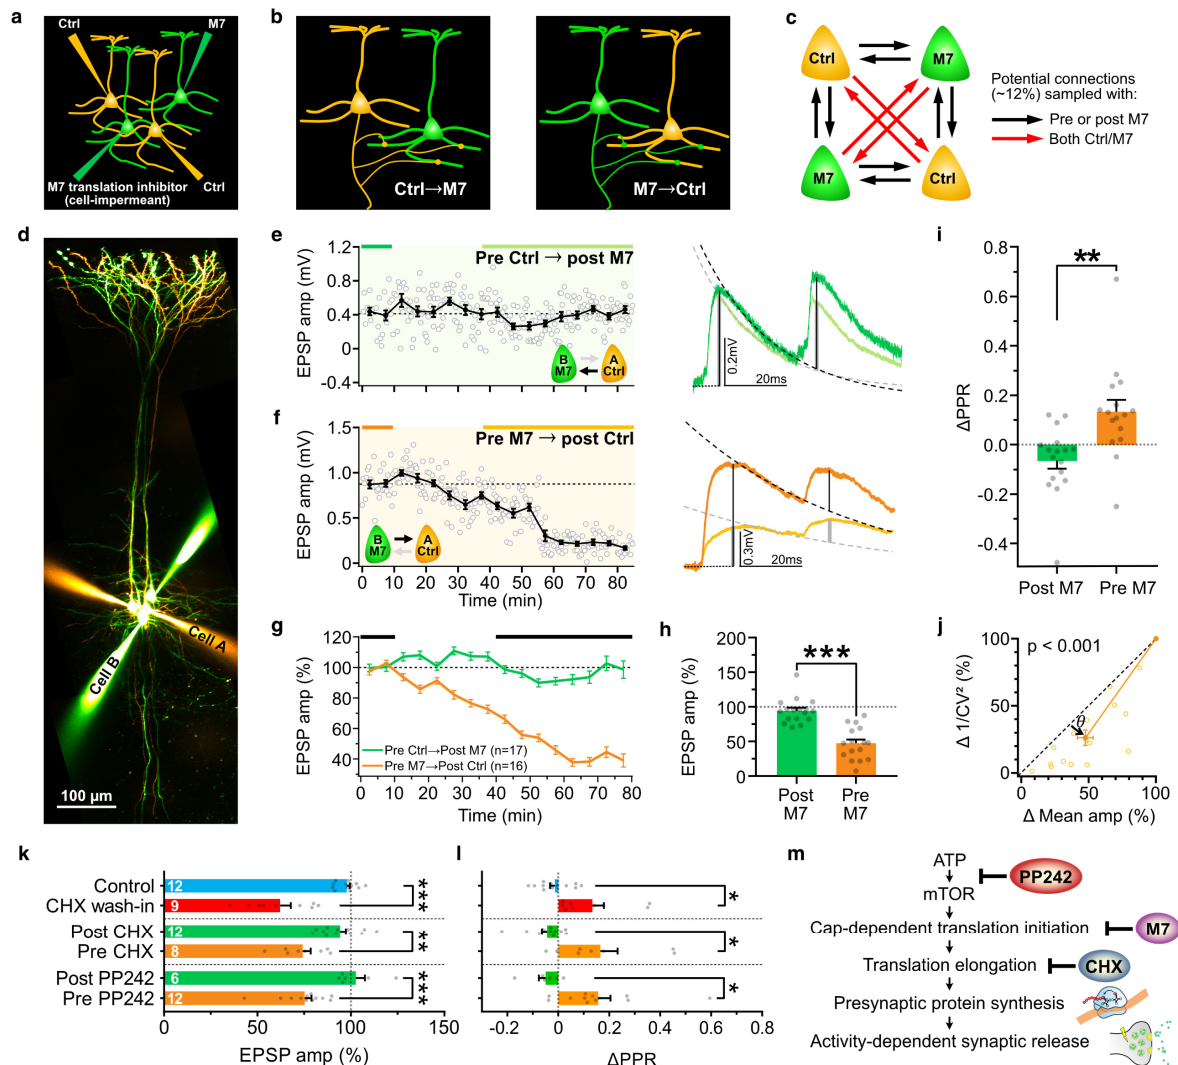 a
Ctrl
M7
M7 translation inhibitor
(cell-impermeant)
Ctrl
b
Ctrl→M7
M7→Ctrl
c
Ctrl
M7
M7
Ctrl
Potential connections
(~12%) sampled with:
Pre or post M7
Both Ctrl/M7
d
Cell A
Cell B
100 µm
e
Pre Ctrl → post M7
EPSP amp (mV)
1.2
0.8
0.4
0
-0.4
B
M7
A
Ctrl
0.2mV
20ms
f
Pre M7 → post Ctrl
EPSP amp (mV)
1.5
1.0
0.5
0
B
M7
A
Ctrl
0 10 20 30 40 50 60 70 80
Time (min)
0.3mV
20ms
g
EPSP amp (%)
120
100
80
60
40
Pre Ctrl→Post M7 (n=17)
Pre M7→Post Ctrl (n=16)
0 10 20 30 40 50 60 70 80
Time (min)
h
EPSP amp (%)
200
150
100
50
0
***
Post
M7
Pre
M7
i
ΔPPR
0.8
0.6
0.4
0.2
0.0
-0.2
-0.4
**
Post M7 Pre M7
j
p < 0.001
Δ 1/CV² (%)
100
50
0
θ
0 50 100
Δ Mean amp (%)
k
Control
12
CHX wash-in
9
***
Post CHX
12
Pre CHX
8
**
Post PP242
6
Pre PP242
12
***
0 50 100 150
EPSP amp (%)
l
*
*
*
-0.2 0 0.2 0.4 0.6 0.8
ΔPPR
m
ATP
PP242
mTOR
Cap-dependent translation initiation
M7
Translation elongation
CHX
Presynaptic protein synthesis
Activity-dependent synaptic release